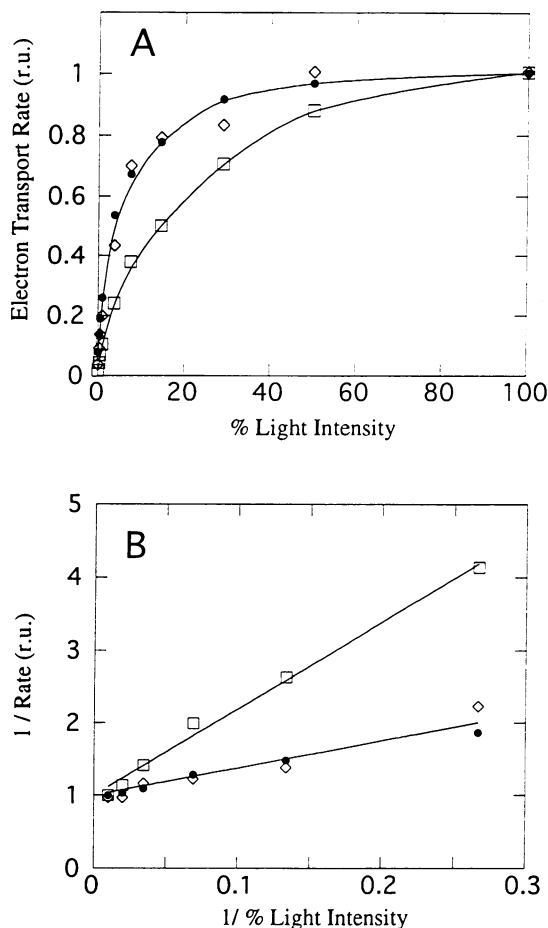 A
Electron Transport Rate (r.u.)
1
0.8
0.6
0.4
0.2
0
0 20 40 60 80 100
% Light Intensity
B
1 / Rate (r.u.)
5
4
3
2
1
0
0 0.1 0.2 0.3
1/ % Light Intensity